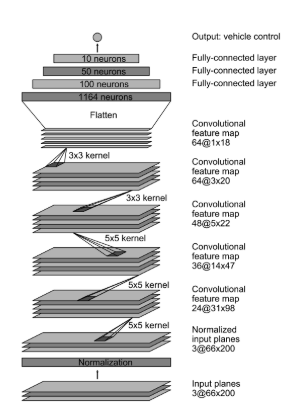 Output: vehicle control
10 neurons
Fully-connected layer
50 neurons
Fully-connected layer
100 neurons
Fully-connected layer
1164 neurons
Flatten
Convolutional
feature map
64@1x18
3x3 kernel
Convolutional
feature map
64@3x20
3x3 kernel
Convolutional
feature map
48@5x22
5x5 kernel
Convolutional
feature map
36@14x47
5x5 kernel
Convolutional
feature map
24@31x98
5x5 kernel
Normalized
input planes
3@66x200
Normalization
Input planes
3@66x200